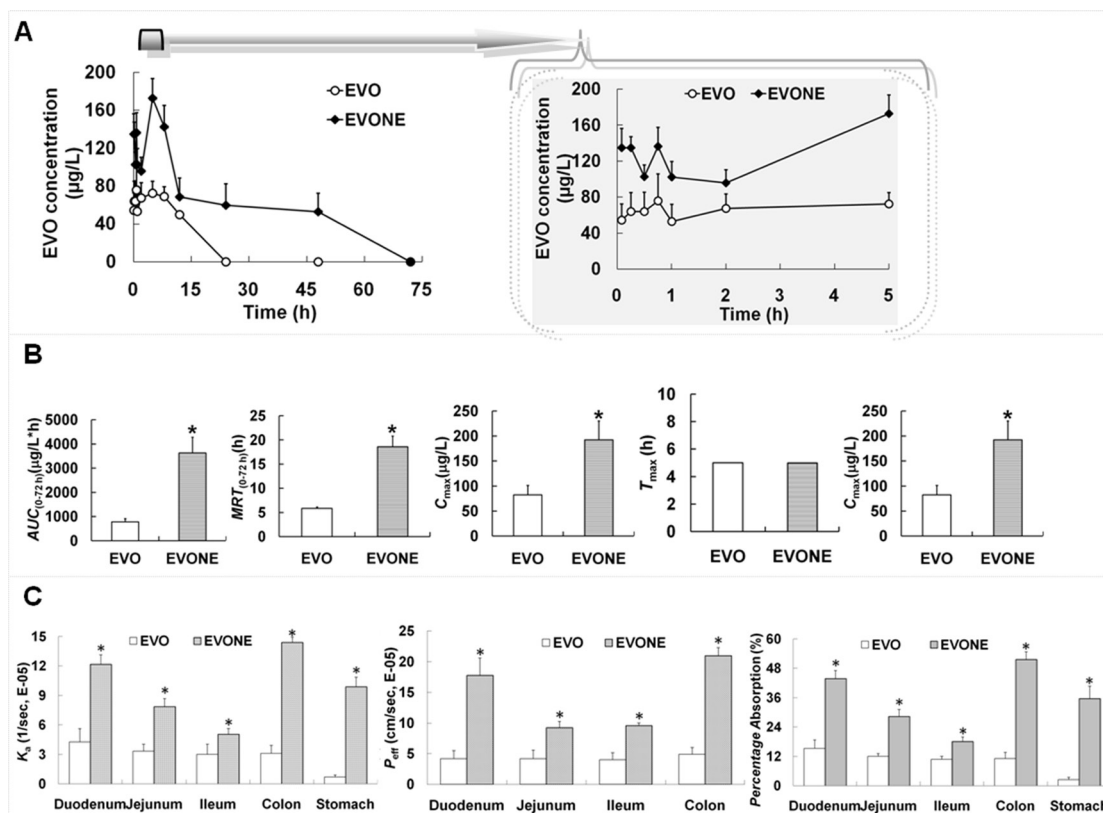 A
EVO concentration
(µg/L)
200
160
120
80
40
0
EVO
EVONE
0 15 30 45 60 75
Time (h)
EVO concentration
(µg/L)
200
160
120
80
40
0
EVO EVONE
0 1 2 3 4 5
Time (h)
B
AUC(0-72 h)(µg/L*h)
5000
4000
3000
2000
1000
0
*
EVO EVONE
MRT(0-72 h)(h)
25
20
15
10
5
0
*
EVO EVONE
Cmax(µg/L)
250
200
150
100
50
0
*
EVO EVONE
Tmax (h)
10
8
6
4
2
0
EVO EVONE
Cmax(µg/L)
250
200
150
100
50
0
*
EVO EVONE
C
Ka (1/sec, E-05)
15
12
9
6
3
0
EVO EVONE
* * * * *
Duodenum Jejunum Ileum Colon Stomach
Peff (cm/sec, E-05)
25
20
15
10
5
0
EVO EVONE
* * * *
Duodenum Jejunum Ileum Colon
Percentage Absorption (%)
60
48
36
24
12
0
EVO EVONE
* * * * *
Duodenum Jejunum Ileum Colon Stomach